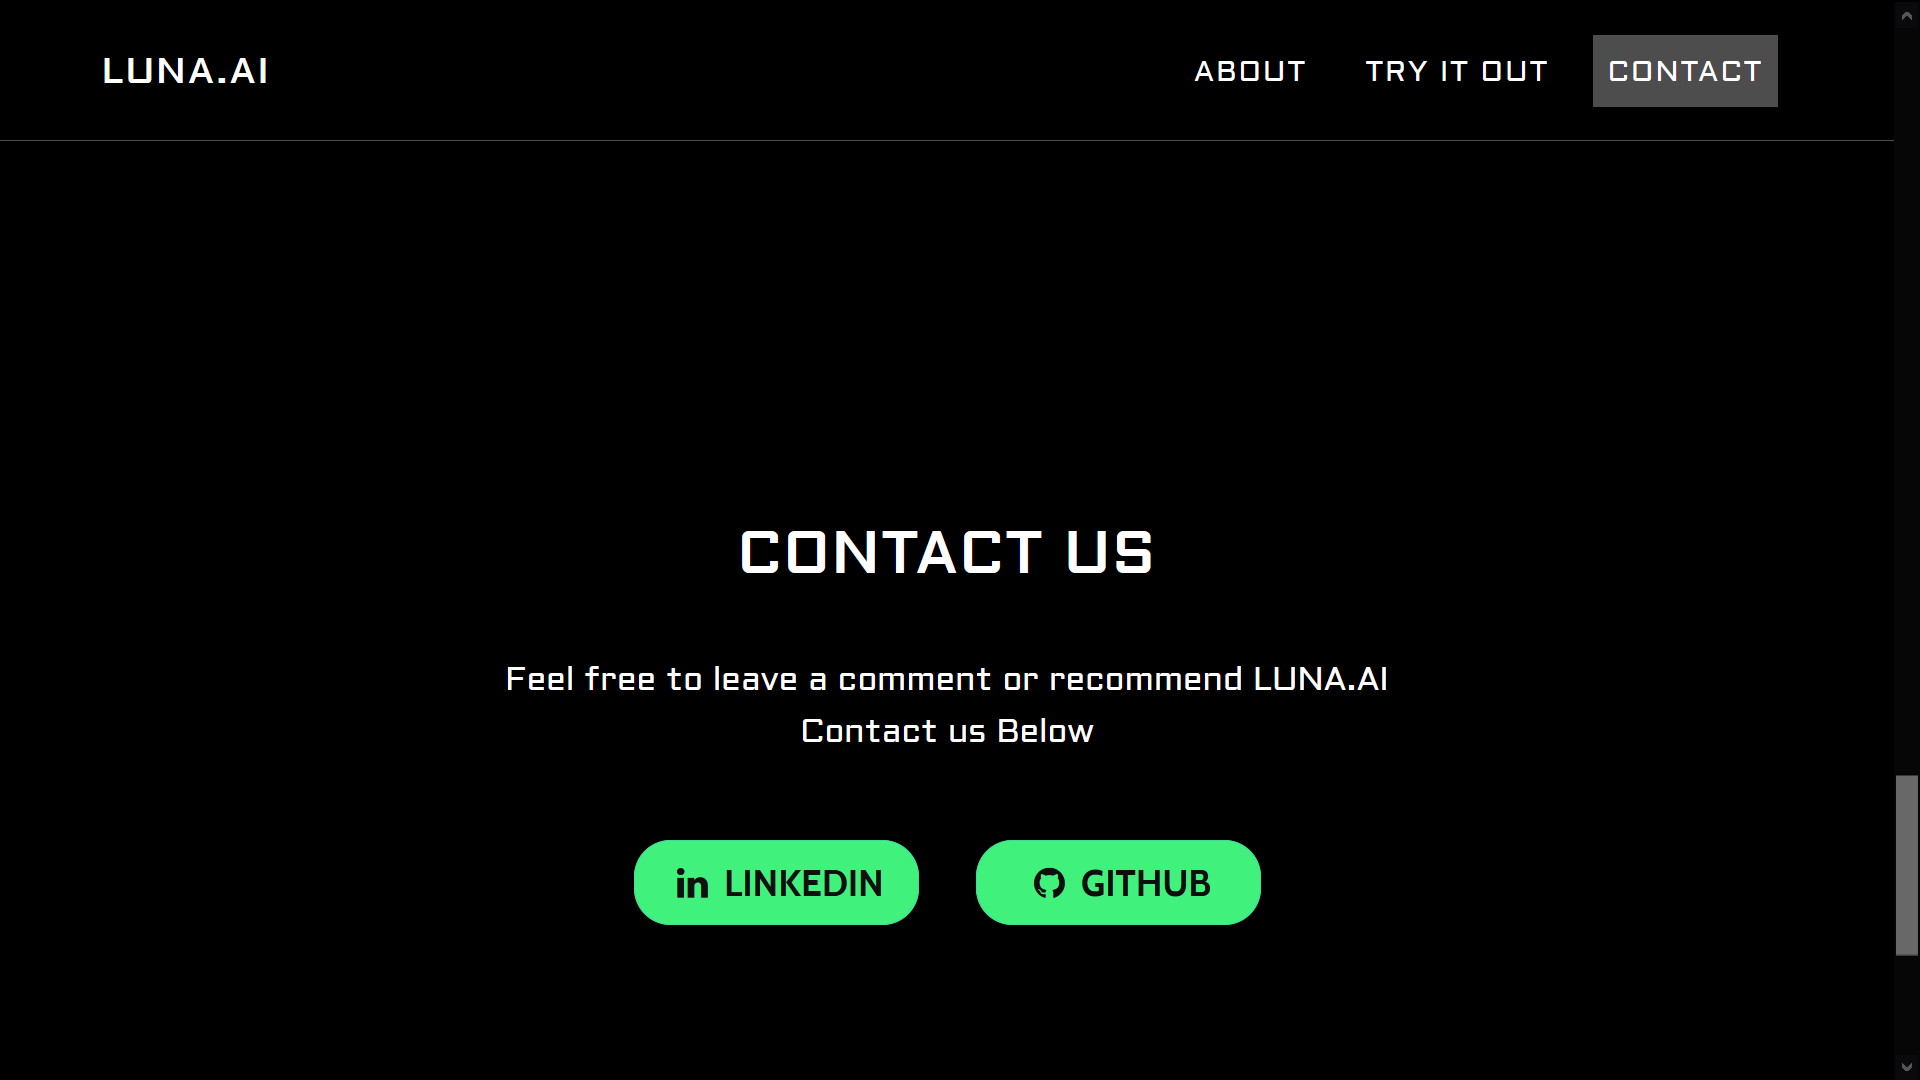 LUNA.AI
ABOUT
TRY IT OUT
CONTACT
CONTACT US
Feel free to leave a comment or recommend LUNA.AI
Contact us Below
in LINKEDIN
GITHUB